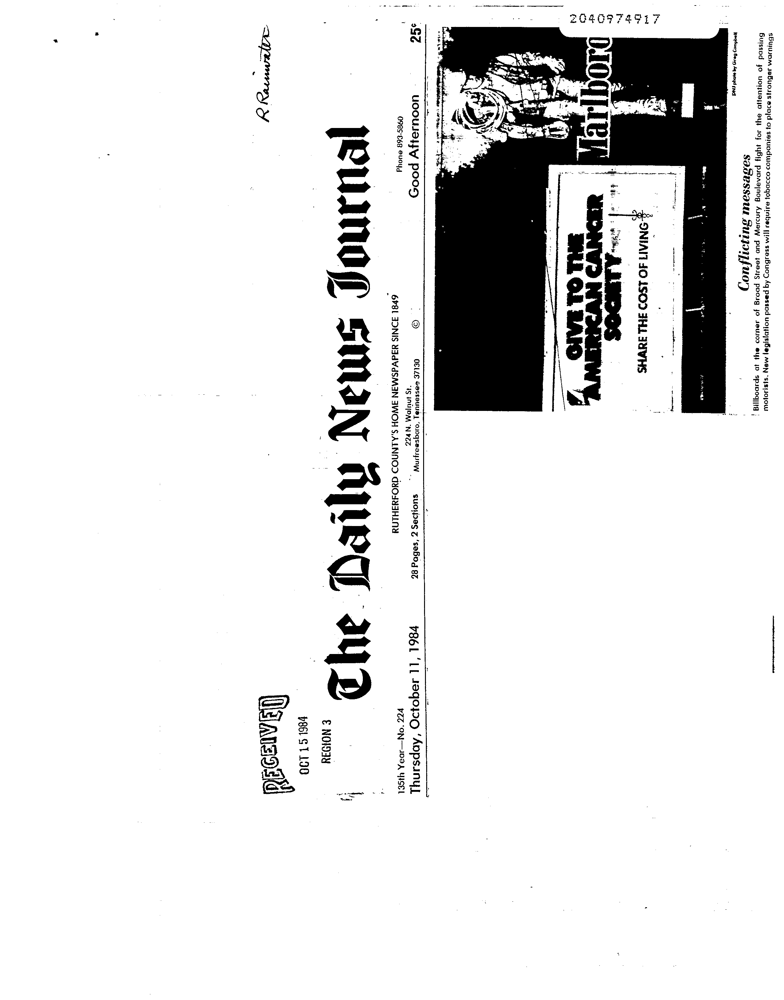 2040974917
R Rainwater
RECEIVED
OCT 15 1984
REGION 3
The Daily News Journal
RUTHERFORD COUNTY'S HOME NEWSPAPER SINCE 1849
135th Year—No. 224
224 N. Walnut St.
Phone 893-5860
Thursday, October 11, 1984
28 Pages, 2 Sections
Murfreesboro, Tennessee 37130
©
Good Afternoon
25¢
GIVE TO THE
AMERICAN CANCER
SOCIETY
SHARE THE COST OF LIVING
Marlboro
DNJ photo by Greg Campbell
Conflicting messages
Billboards at the corner of Broad Street and Mercury Boulevard fight for the attention of passing
motorists. New legislation passed by Congress will require tobacco companies to place stronger warnings